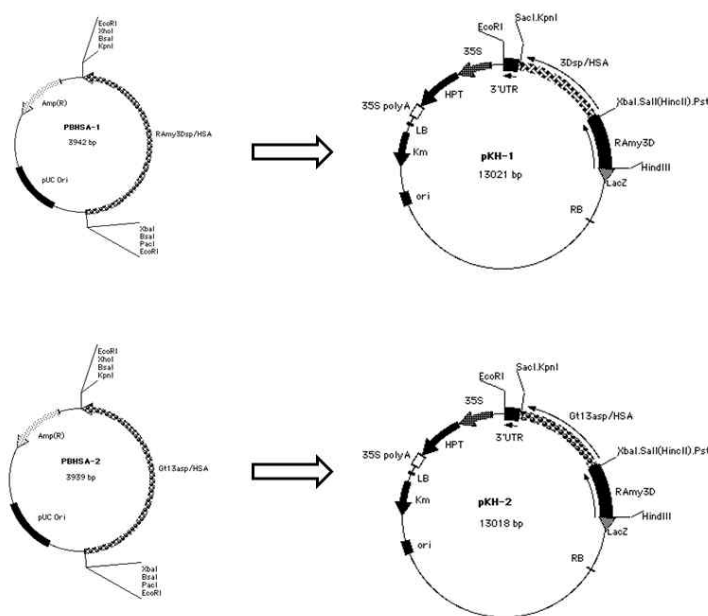 EcoRI
XhoI
BsaI
KpnI
Amp(R)
PBHSA-1
3942 bp
RAmy3Dsp/HSA
pUC Ori
XbaI
BsaI
PacI
EcoRI
SacI.KpnI
EcoRI
35S
3Dsp/HSA
3'UTR
HPT
35S polyA
XbaI.SalI(HincII).Pst
LB
Km
pKH-1
13021 bp
RAmy3D
HindIII
LacZ
ori
RB
EcoRI
XhoI
BsaI
KpnI
Amp(R)
PBHSA-2
3939 bp
Gt13asp/HSA
pUC Ori
XbaI
BsaI
PacI
EcoRI
SacI.KpnI
EcoRI
35S
Gt13asp/HSA
3'UTR
HPT
35S polyA
XbaI.SalI(HincII).Pst
LB
Km
pKH-2
13018 bp
RAmy3D
HindIII
LacZ
ori
RB